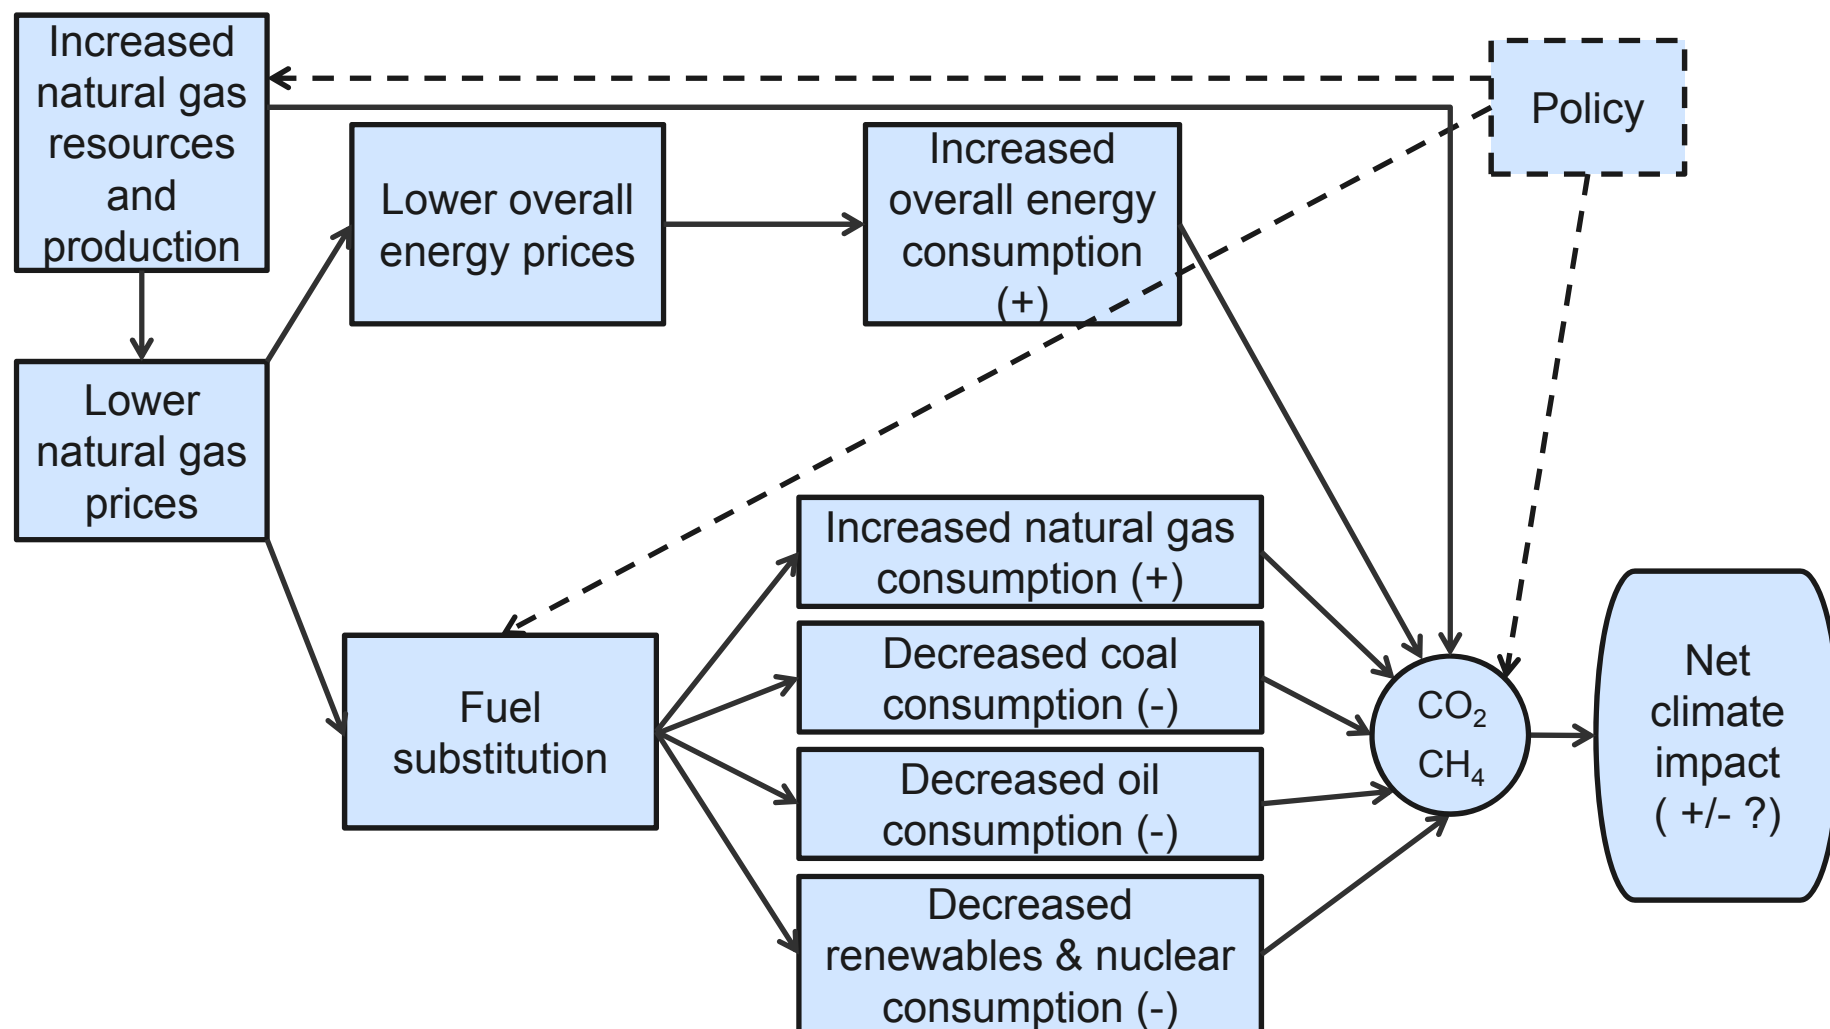 Increased
natural gas
resources
and
production
Policy
Lower overall
energy prices
Increased
overall energy
consumption
(+)
Lower
natural gas
prices
Increased natural gas
consumption (+)
Decreased coal
consumption (-)
Fuel
substitution
Decreased oil
consumption (-)
Decreased
renewables & nuclear
consumption (-)
CO₂
CH₄
Net
climate
impact
( +/- ?)